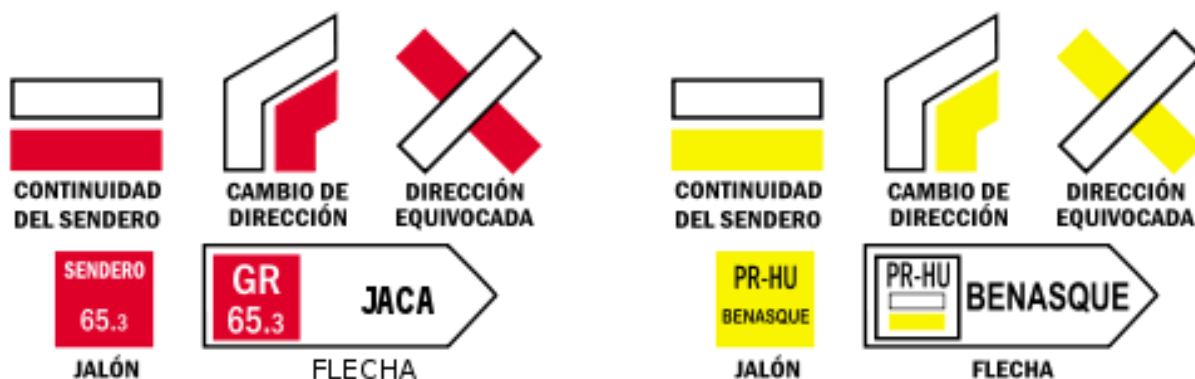 CONTINUIDAD
DEL SENDERO
CAMBIO DE
DIRECCIÓN
DIRECCIÓN
EQUIVOCADA
SENDERO
65.3
JALÓN
GR
65.3
JACA
FLECHA
CONTINUIDAD
DEL SENDERO
CAMBIO DE
DIRECCIÓN
DIRECCIÓN
EQUIVOCADA
PR-HU
BENASQUE
JALÓN
PR-HU
BENASQUE
FLECHA